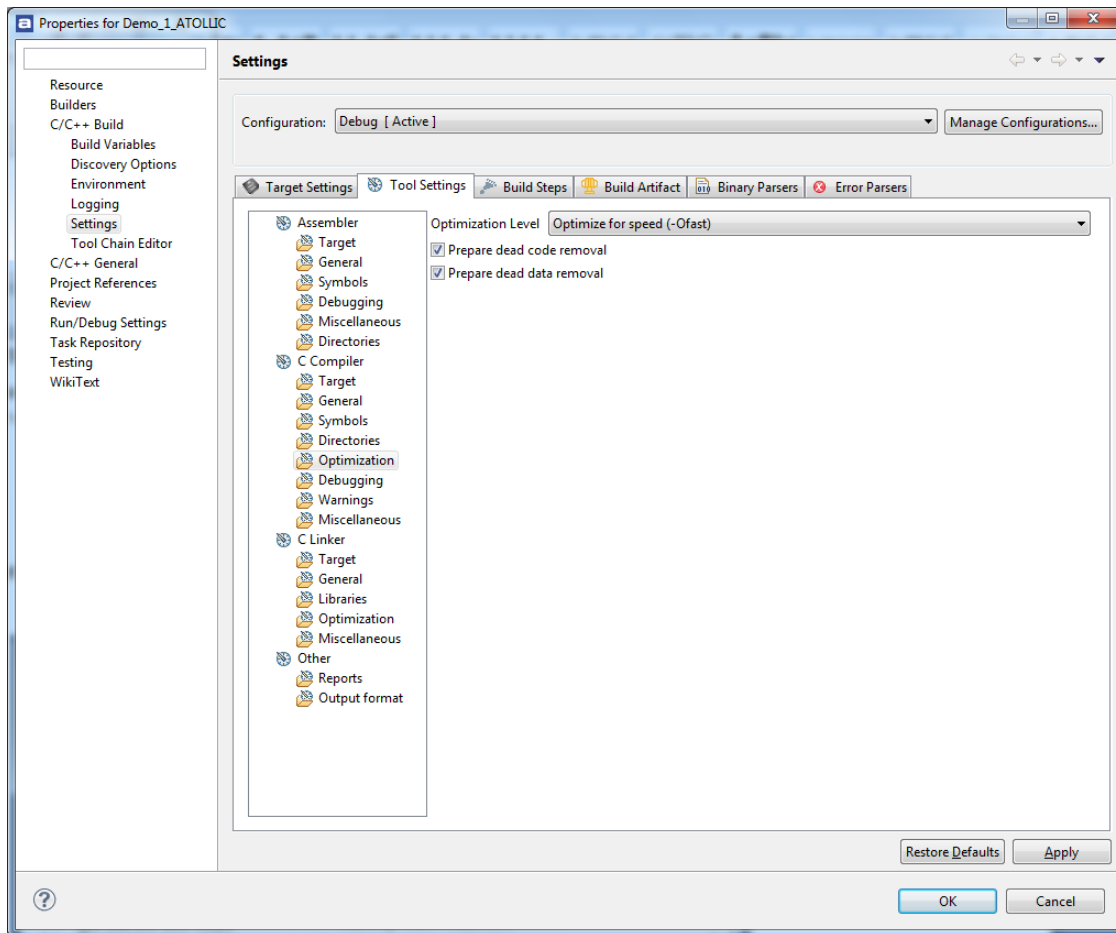 Properties for Demo_1_ATOLLIC
Resource
Builders
C/C++ Build
Build Variables
Discovery Options
Environment
Logging
Settings
Tool Chain Editor
C/C++ General
Project References
Review
Run/Debug Settings
Task Repository
Testing
WikiText
Settings
Configuration: Debug [ Active ] Manage Configurations...
Target Settings Tool Settings Build Steps Build Artifact Binary Parsers Error Parsers
Assembler
Target
General
Symbols
Debugging
Miscellaneous
Directories
C Compiler
Target
General
Symbols
Directories
Optimization
Debugging
Warnings
Miscellaneous
C Linker
Target
General
Libraries
Optimization
Miscellaneous
Other
Reports
Output format
Optimization Level Optimize for speed (-Ofast)
Prepare dead code removal
Prepare dead data removal
Restore Defaults Apply
OK Cancel